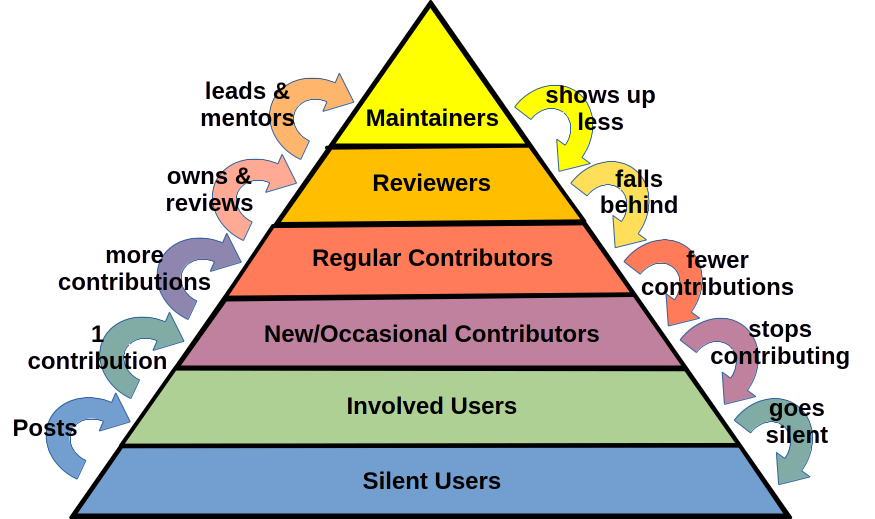 leads &
mentors
shows up
less
Maintainers
owns &
reviews
Reviewers
falls
behind
more
contributions
Regular Contributors
fewer
contributions
1
contribution
New/Occasional Contributors
stops
contributing
Posts
Involved Users
goes
silent
Silent Users